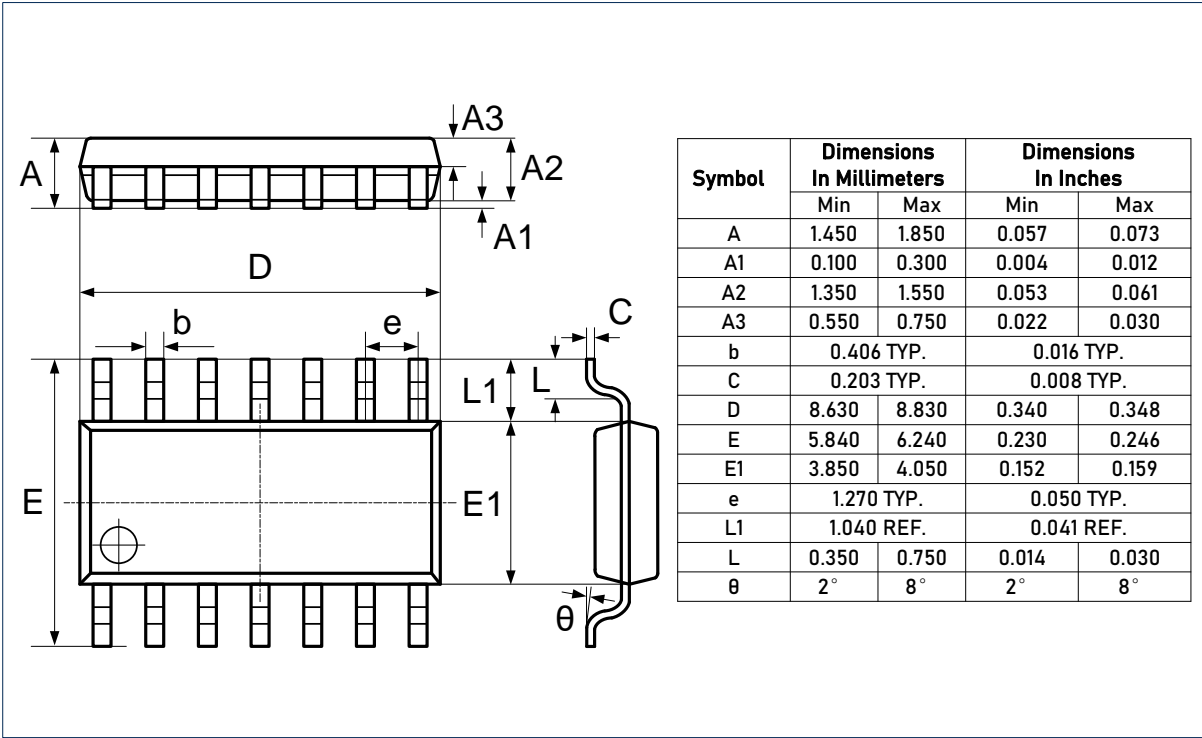 A3
A
A2
A1
D
b
e
C
L1
L
E
E1
θ
Symbol Dimensions In Millimeters Dimensions In Inches
Min Max Min Max
A 1.450 1.850 0.057 0.073
A1 0.100 0.300 0.004 0.012
A2 1.350 1.550 0.053 0.061
A3 0.550 0.750 0.022 0.030
b 0.406 TYP. 0.016 TYP.
C 0.203 TYP. 0.008 TYP.
D 8.630 8.830 0.340 0.348
E 5.840 6.240 0.230 0.246
E1 3.850 4.050 0.152 0.159
e 1.270 TYP. 0.050 TYP.
L1 1.040 REF. 0.041 REF.
L 0.350 0.750 0.014 0.030
θ 2° 8° 2° 8°